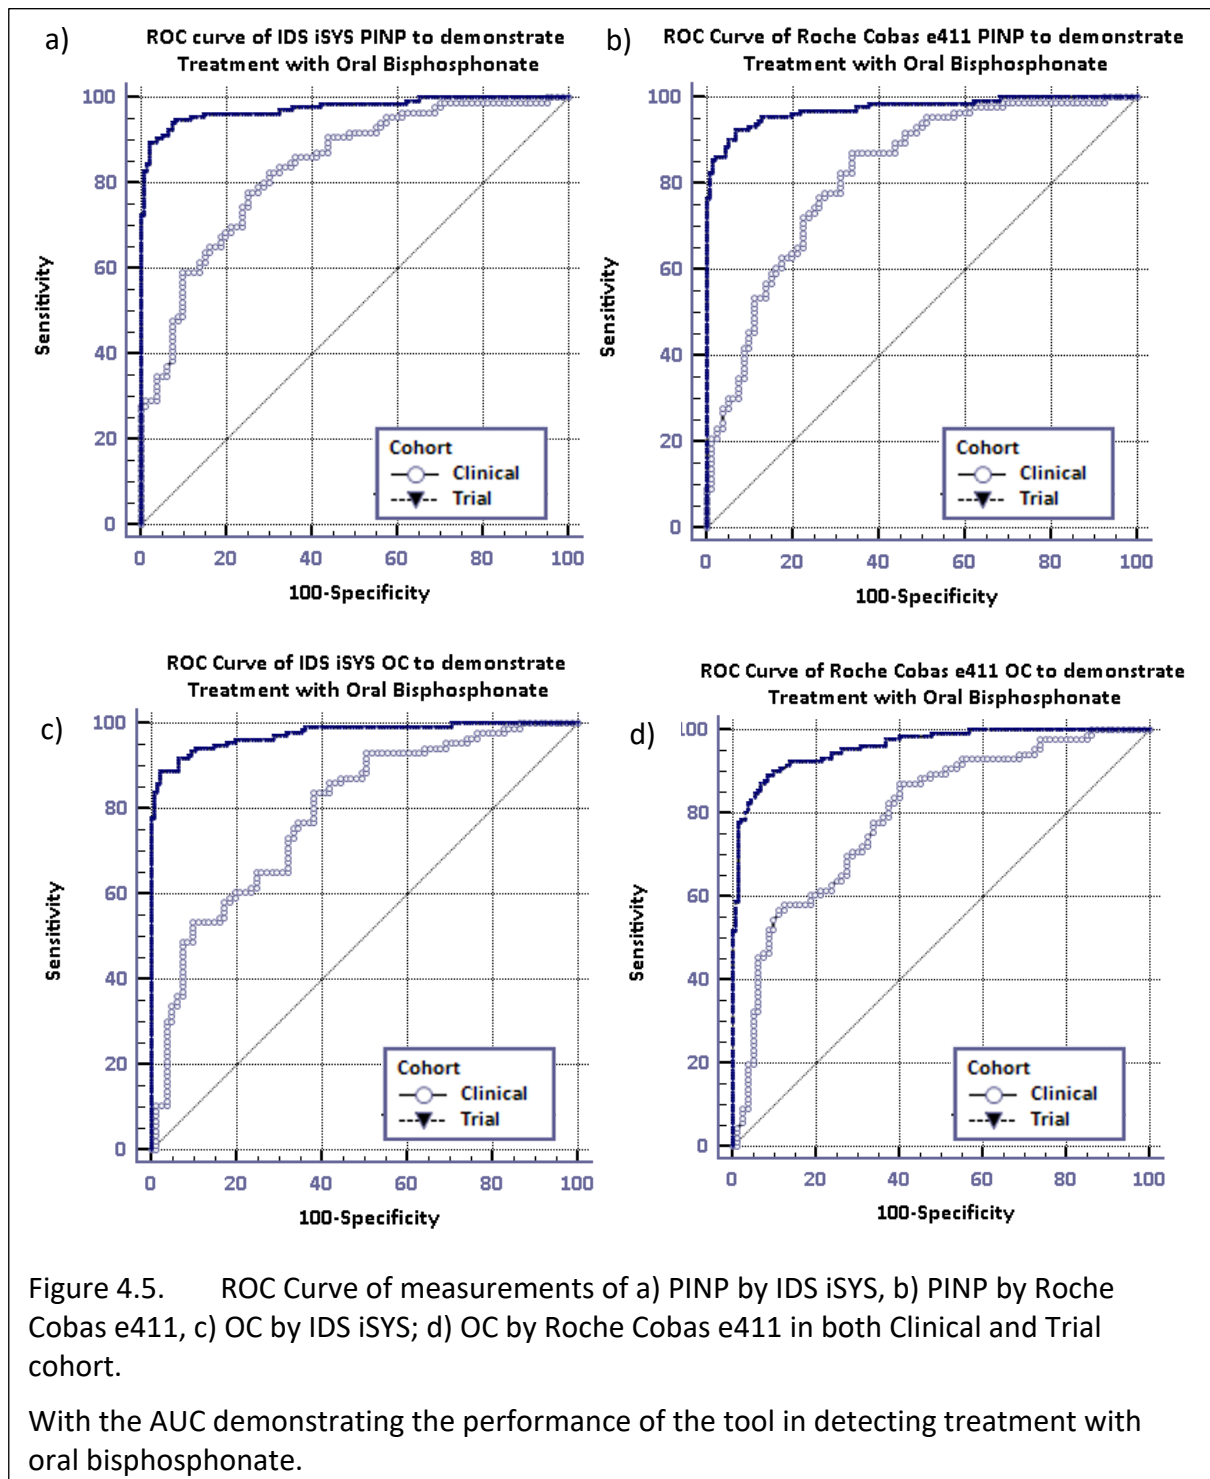 a)
ROC curve of IDS iSYS PINP to demonstrate
Treatment with Oral Bisphosphonate
100
80
60
40
20
0
Sensitivity
Cohort
Clinical
Trial
0 20 40 60 80 100
100-Specificity
b)
ROC Curve of Roche Cobas e411 PINP to demonstrate
Treatment with Oral Bisphosphonate
100
80
60
40
20
0
Sensitivity
Cohort
Clinical
Trial
0 20 40 60 80 100
100-Specificity
c)
ROC Curve of IDS iSYS OC to demonstrate
Treatment with Oral Bisphosphonate
100
80
60
40
20
0
Sensitivity
Cohort
Clinical
Trial
0 20 40 60 80 100
100-Specificity
d)
ROC Curve of Roche Cobas e411 OC to demonstrate
Treatment with Oral Bisphosphonate
100
80
60
40
20
0
Sensitivity
Cohort
Clinical
Trial
0 20 40 60 80 100
100-Specificity
Figure 4.5. ROC Curve of measurements of a) PINP by IDS iSYS, b) PINP by Roche
Cobas e411, c) OC by IDS iSYS; d) OC by Roche Cobas e411 in both Clinical and Trial
cohort.
With the AUC demonstrating the performance of the tool in detecting treatment with
oral bisphosphonate.